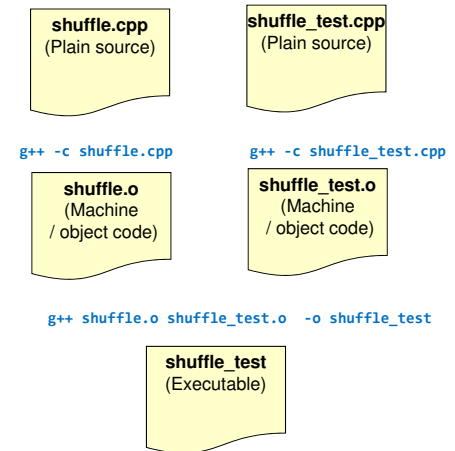 shuffle.cpp
(Plain source)
shuffle_test.cpp
(Plain source)
g++ -c shuffle.cpp
g++ -c shuffle_test.cpp
shuffle.o
(Machine
/ object code)
shuffle_test.o
(Machine
/ object code)
g++ shuffle.o shuffle_test.o  -o shuffle_test
shuffle_test
(Executable)